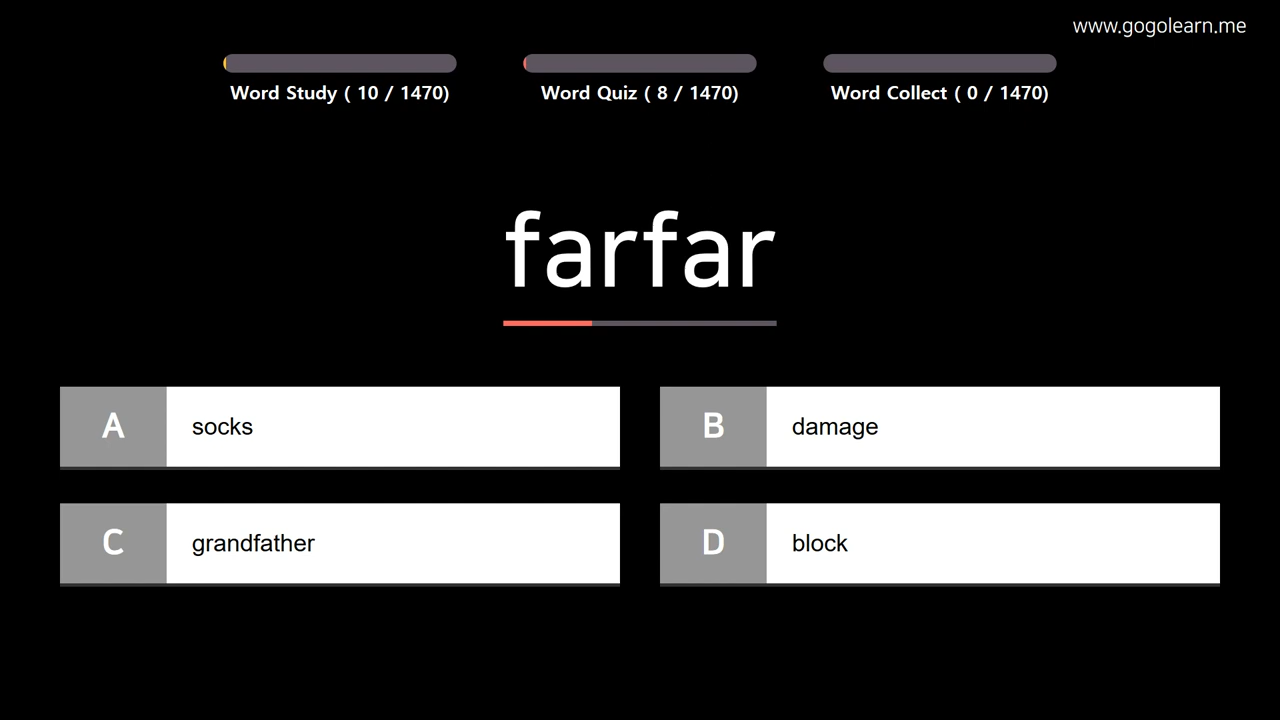 www.gogolearn.me
Word Study ( 10 / 1470)
Word Quiz ( 8 / 1470)
Word Collect ( 0 / 1470)
farfar
A socks
B damage
C grandfather
D block